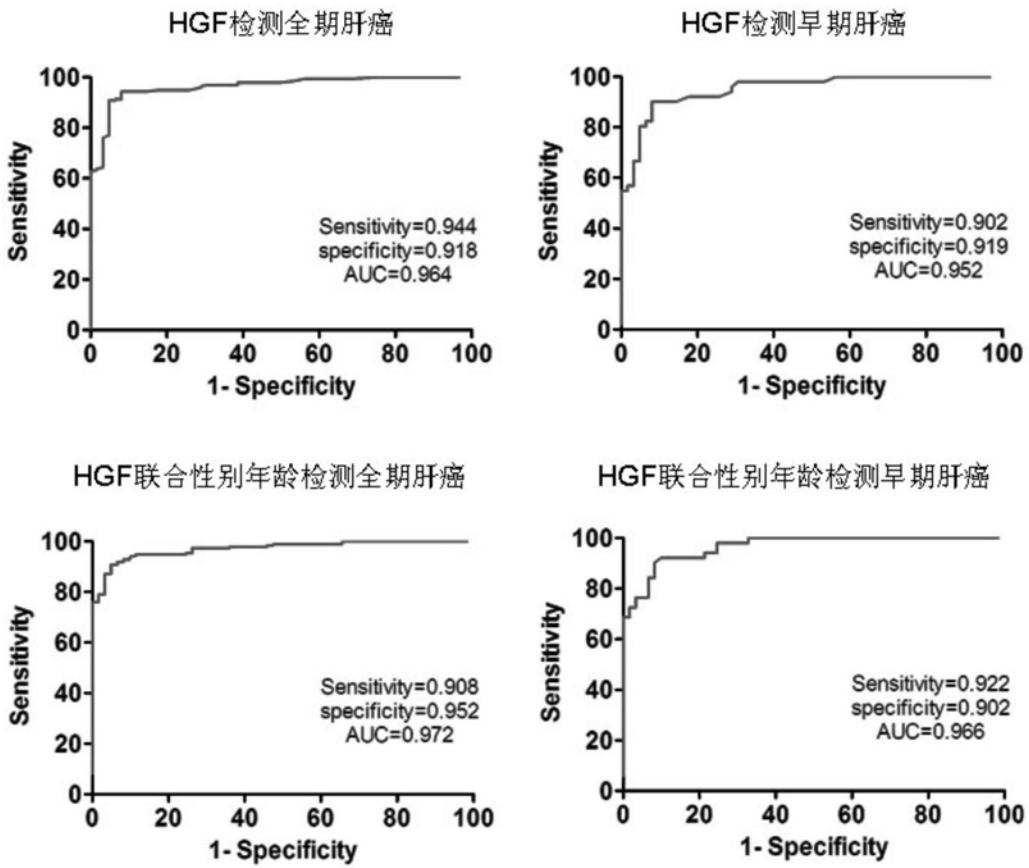 HGF检测全期肝癌
100
80
60
40
20
0
Sensitivity
Sensitivity=0.944
specificity=0.918
AUC=0.964
0 20 40 60 80 100
1- Specificity
HGF检测早期肝癌
100
80
60
40
20
0
Sensitivity
Sensitivity=0.902
specificity=0.919
AUC=0.952
0 20 40 60 80 100
1- Specificity
HGF联合性别年龄检测全期肝癌
100
80
60
40
20
0
Sensitivity
Sensitivity=0.908
specificity=0.952
AUC=0.972
0 20 40 60 80 100
1- Specificity
HGF联合性别年龄检测早期肝癌
100
80
60
40
20
0
Sensitivity
Sensitivity=0.922
specificity=0.902
AUC=0.966
0 20 40 60 80 100
1- Specificity